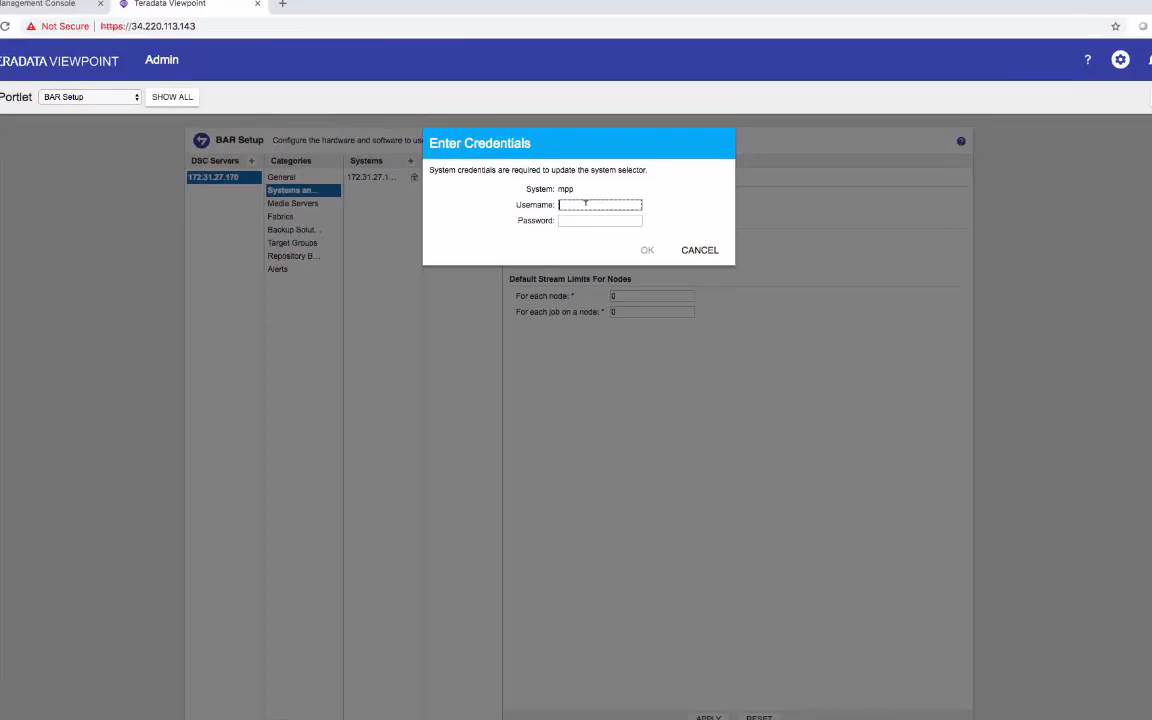 Management Console
Teradata Viewpoint
Not Secure https://34.220.113.143
TERADATA VIEWPOINT Admin ?
Portlet BAR Setup SHOW ALL
BAR Setup Configure the hardware and software to us
DSC Servers + Categories Systems +
172.31.27.170 General 172.31.27.1...
Systems an...
Media Servers
Fabrics
Backup Solut...
Target Groups
Repository B...
Alerts
Enter Credentials
System credentials are required to update the system selector.
System: mpp
Username:
Password:
OK CANCEL
Default Stream Limits For Nodes
For each node: * 0
For each job on a node: * 0
APPLY RESET